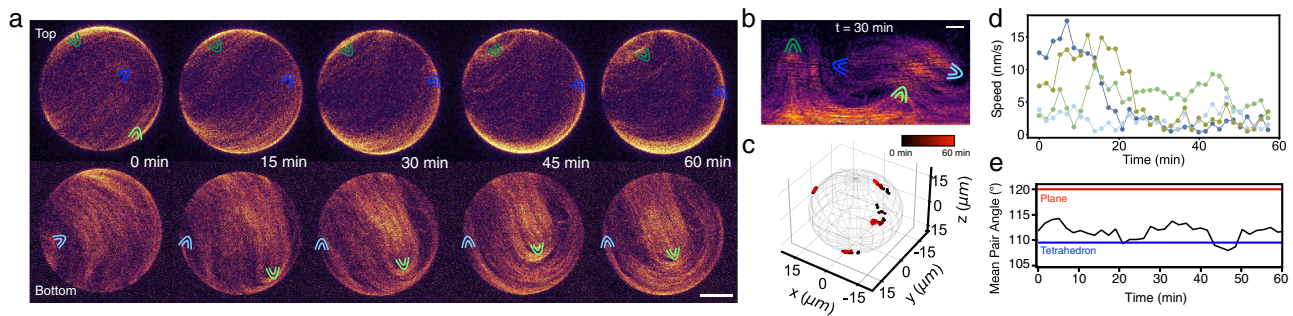 a
Top
0 min
15 min
30 min
45 min
60 min
Bottom
b
t = 30 min
c
0 min
60 min
15
0
-15
z (μm)
15
0
-15
x (μm)
y (μm)
15
0
-15
d
Speed (nm/s)
15
10
5
0
0
10
20
30
40
50
60
Time (min)
e
Mean Pair Angle (°)
120
115
110
105
Plane
Tetrahedron
0
10
20
30
40
50
60
Time (min)